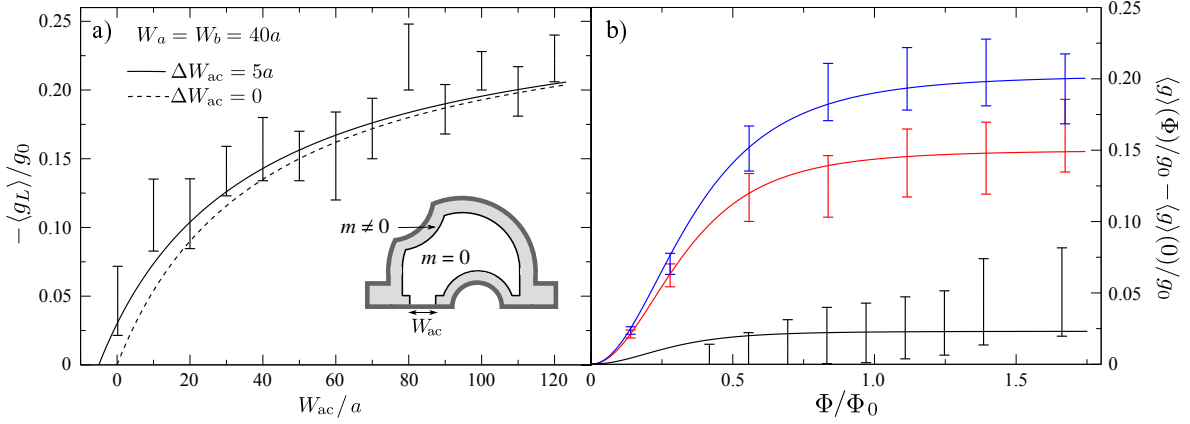 a)
W_a = W_b = 40a
ΔW_ac = 5a
ΔW_ac = 0
−⟨g_L⟩/g_0
0.25
0.20
0.15
0.10
0.05
0
m ≠ 0
m = 0
W_ac
0 20 40 60 80 100 120
W_ac/a
b)
0.25
0.20
0.15
0.10
0.05
0
⟨g⟩(Φ)/g_0 − ⟨g⟩(0)/g_0
0 0.5 1.0 1.5
Φ/Φ_0